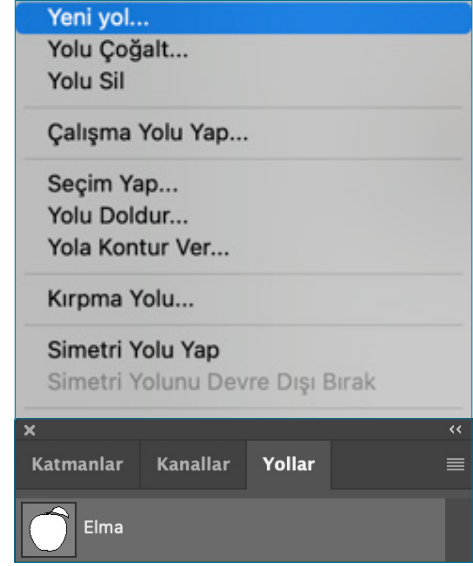 Yeni yol...
Yolu Çoğalt...
Yolu Sil
Çalışma Yolu Yap...
Seçim Yap...
Yolu Doldur...
Yola Kontur Ver...
Kırpma Yolu...
Simetri Yolu Yap
Simetri Yolunu Devre Dışı Bırak
Katmanlar Kanallar Yollar
Elma